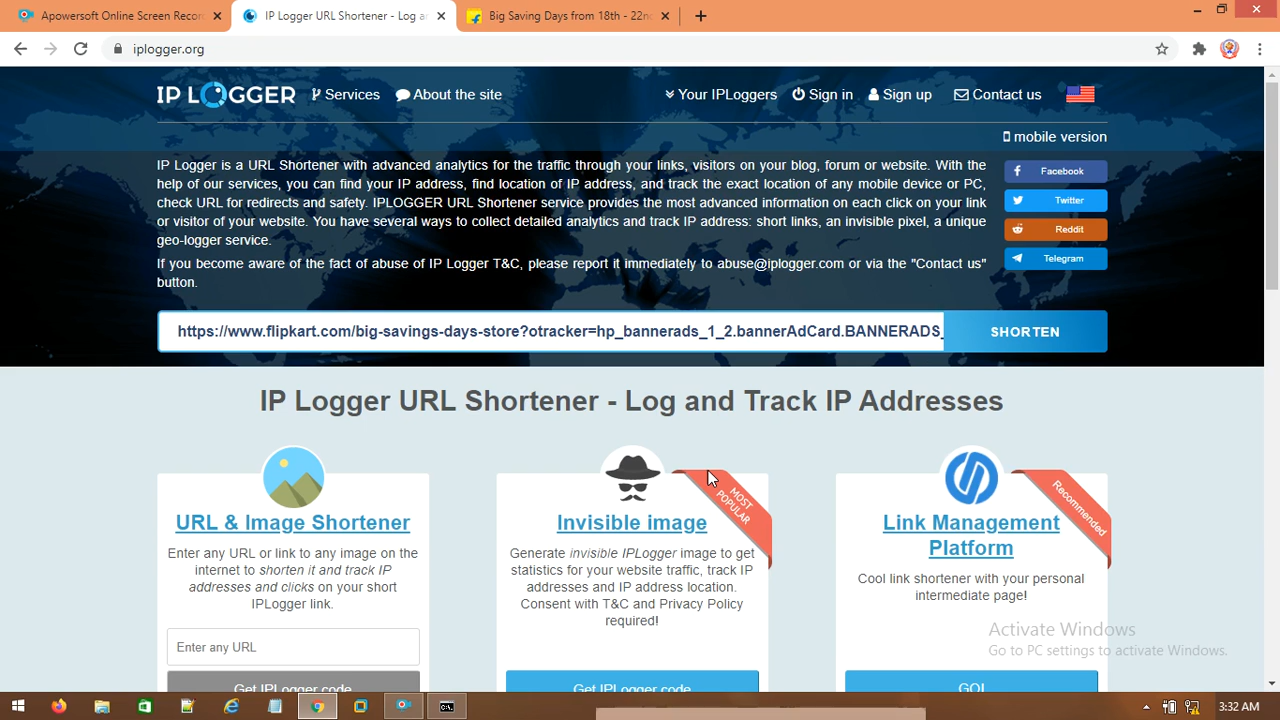 Apowersoft Online Screen Recor
IP Logger URL Shortener - Log an
Big Saving Days from 18th - 22nd
iplogger.org
IP LOGGER
Services
About the site
Your IPLoggers
Sign in
Sign up
Contact us
mobile version
IP Logger is a URL Shortener with advanced analytics for the traffic through your links, visitors on your blog, forum or website. With the
help of our services, you can find your IP address, find location of IP address, and track the exact location of any mobile device or PC,
check URL for redirects and safety. IPLOGGER URL Shortener service provides the most advanced information on each click on your link
or visitor of your website. You have several ways to collect detailed analytics and track IP address: short links, an invisible pixel, a unique
geo-logger service.
If you become aware of the fact of abuse of IP Logger T&C, please report it immediately to abuse@iplogger.com or via the "Contact us"
button.
Facebook
Twitter
Reddit
Telegram
https://www.flipkart.com/big-savings-days-store?otracker=hp_bannerads_1_2.bannerAdCard.BANNERADS_
SHORTEN
IP Logger URL Shortener - Log and Track IP Addresses
URL & Image Shortener
Enter any URL or link to any image on the
internet to shorten it and track IP
addresses and clicks on your short
IPLogger link.
Enter any URL
Get IPLogger code
MOST
POPULAR
Invisible image
Generate invisible IPLogger image to get
statistics for your website traffic, track IP
addresses and IP address location.
Consent with T&C and Privacy Policy
required!
Get IPLogger code
Recommended
Link Management
Platform
Cool link shortener with your personal
intermediate page!
GO!
Activate Windows
Go to PC settings to activate Windows.
3:32 AM